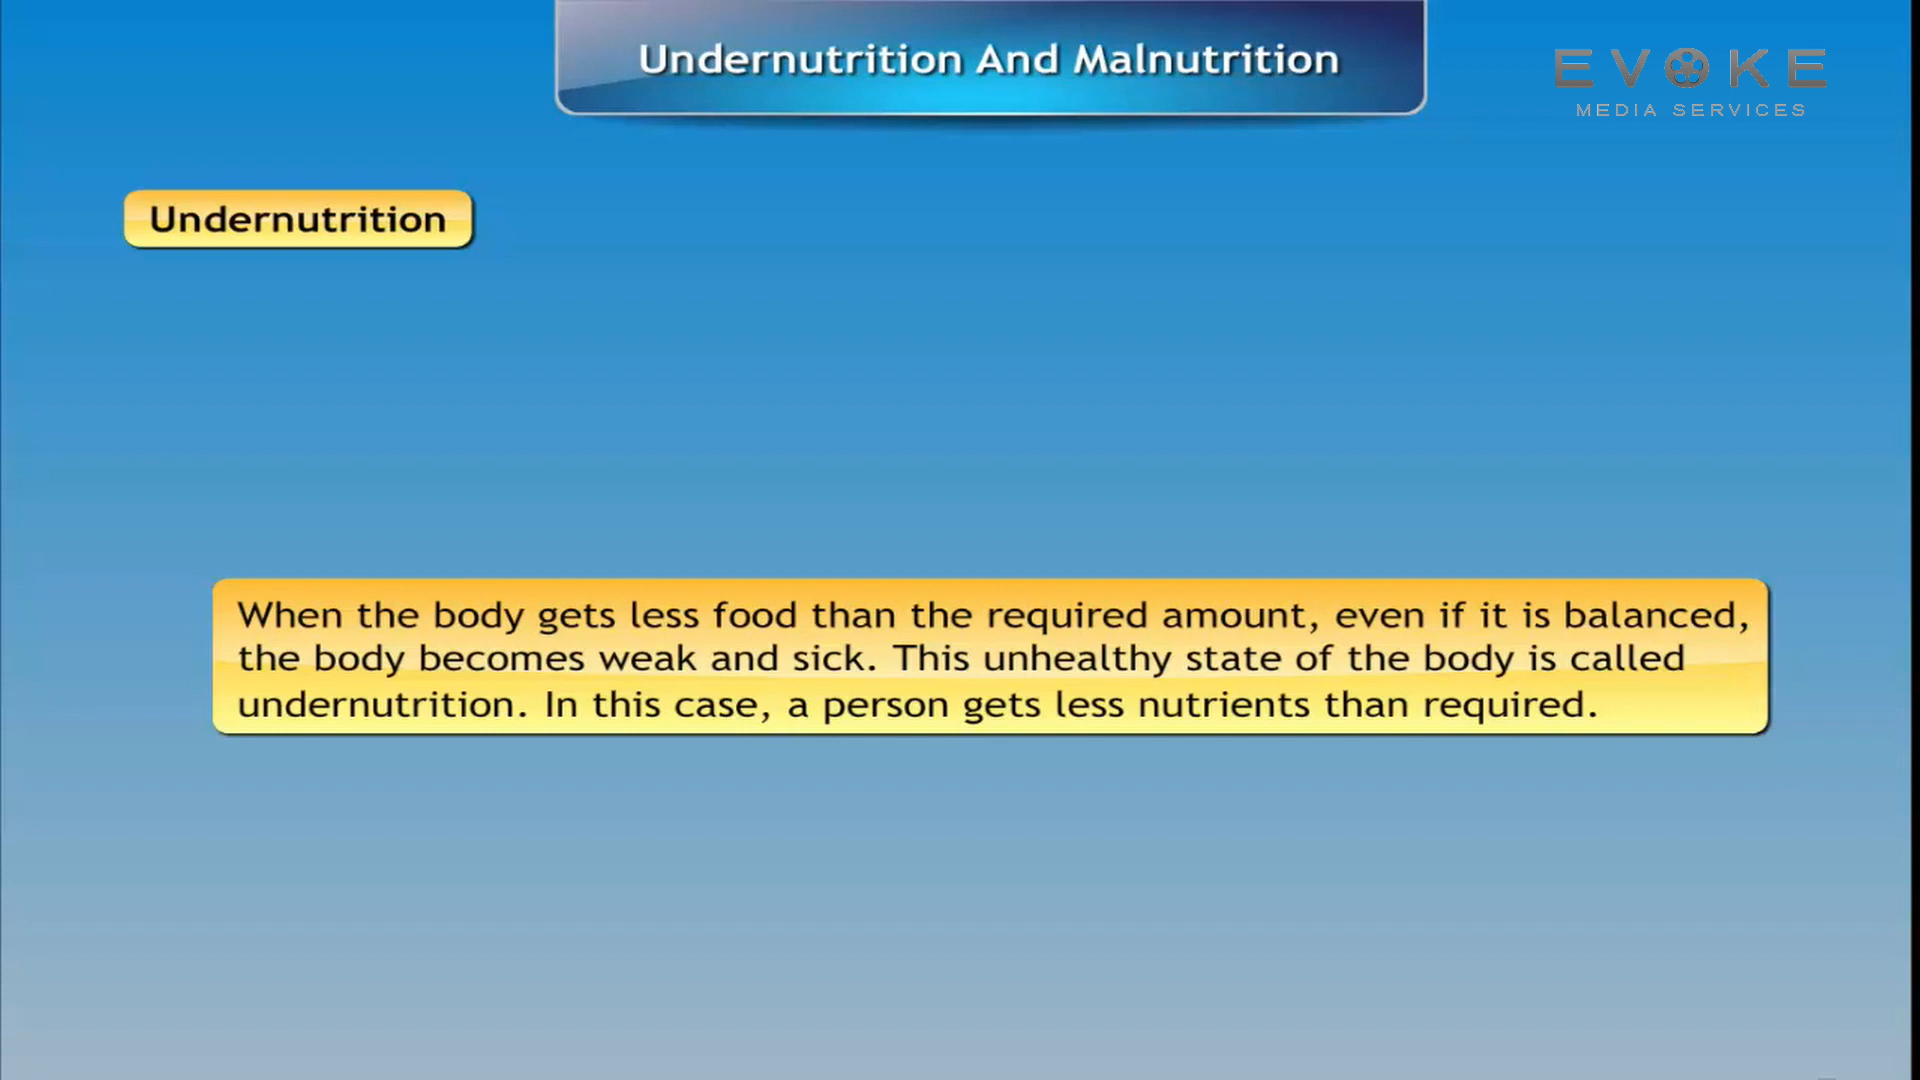 Undernutrition And Malnutrition
EVOKE
MEDIA SERVICES
Undernutrition
When the body gets less food than the required amount, even if it is balanced,
the body becomes weak and sick. This unhealthy state of the body is called
undernutrition. In this case, a person gets less nutrients than required.